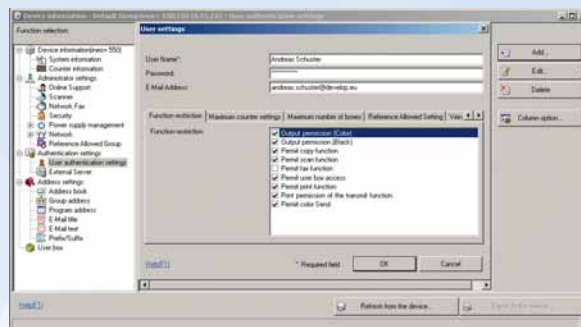 Function selection:
Device information(ineo+ 550)
System information
Counter information
Administrator settings
Online Support
Scanner
Network Fax
Security
Power supply management
Network
Reference Allowed Group
Authentication settings
User authentication settings
External Server
Address settings
Address book
Group address
Program address
E-Mail title
E-Mail text
Prefix/Suffix
User box
Help(F1)
User settings
User Name*:
Andreas Schuster
Password:
E Mail Address:
andreas.schuster@develop.eu
Function restriction
Maximum counter settings
Maximum number of boxes
Reference Allowed Setting
Function restriction:
Output permission (Color)
Output permission (Black)
Permit copy function
Permit scan function
Permit fax function
Permit user box access
Permit print function
Print permission of the transmit function.
Permit color Send
Help(F1)
* Required field
OK
Cancel
Add...
Edit...
Delete
Column option...
Refresh from the device...